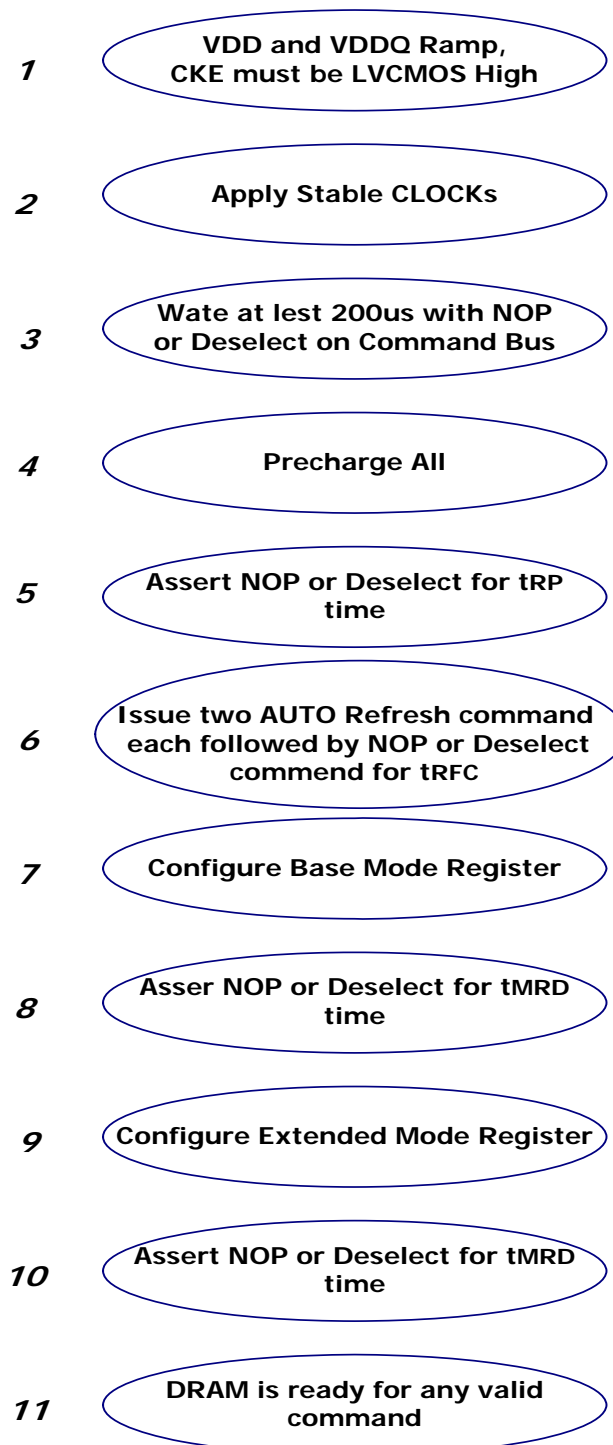 1
VDD and VDDQ Ramp,
CKE must be LVCMOS High
2
Apply Stable CLOCKs
3
Wate at lest 200us with NOP
or Deselect on Command Bus
4
Precharge All
5
Assert NOP or Deselect for tRP
time
6
Issue two AUTO Refresh command
each followed by NOP or Deselect
commend for tRFC
7
Configure Base Mode Register
8
Asser NOP or Deselect for tMRD
time
9
Configure Extended Mode Register
10
Assert NOP or Deselect for tMRD
time
11
DRAM is ready for any valid
command